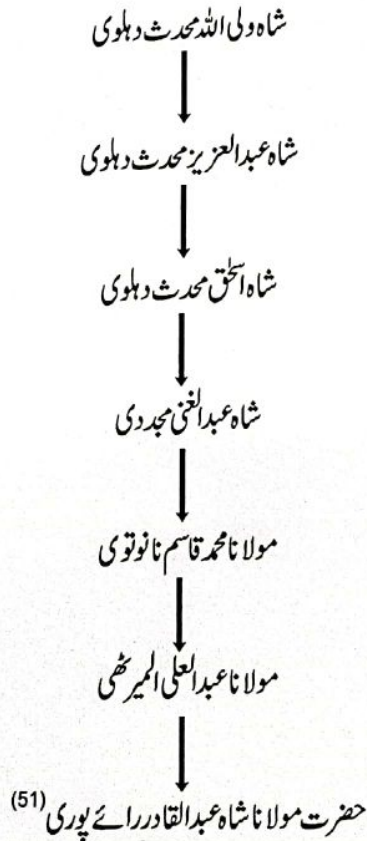 شاہ ولی اللہ محدث دہلوی
شاہ عبدالعزیز محدث دہلوی
شاہ اسحٰق محدث دہلوی
شاہ عبدالغنی مجددی
مولانا محمد قاسم نانوتوی
مولانا عبدالعلی المیرٹھی
حضرت مولانا شاہ عبدالقادر رائے پوری (51)